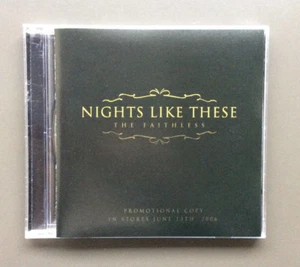 NIGHTS LIKE THESE
THE FAITHLESS
PROMOTIONAL COPY
IN STORES JUNE 27TH, 2006